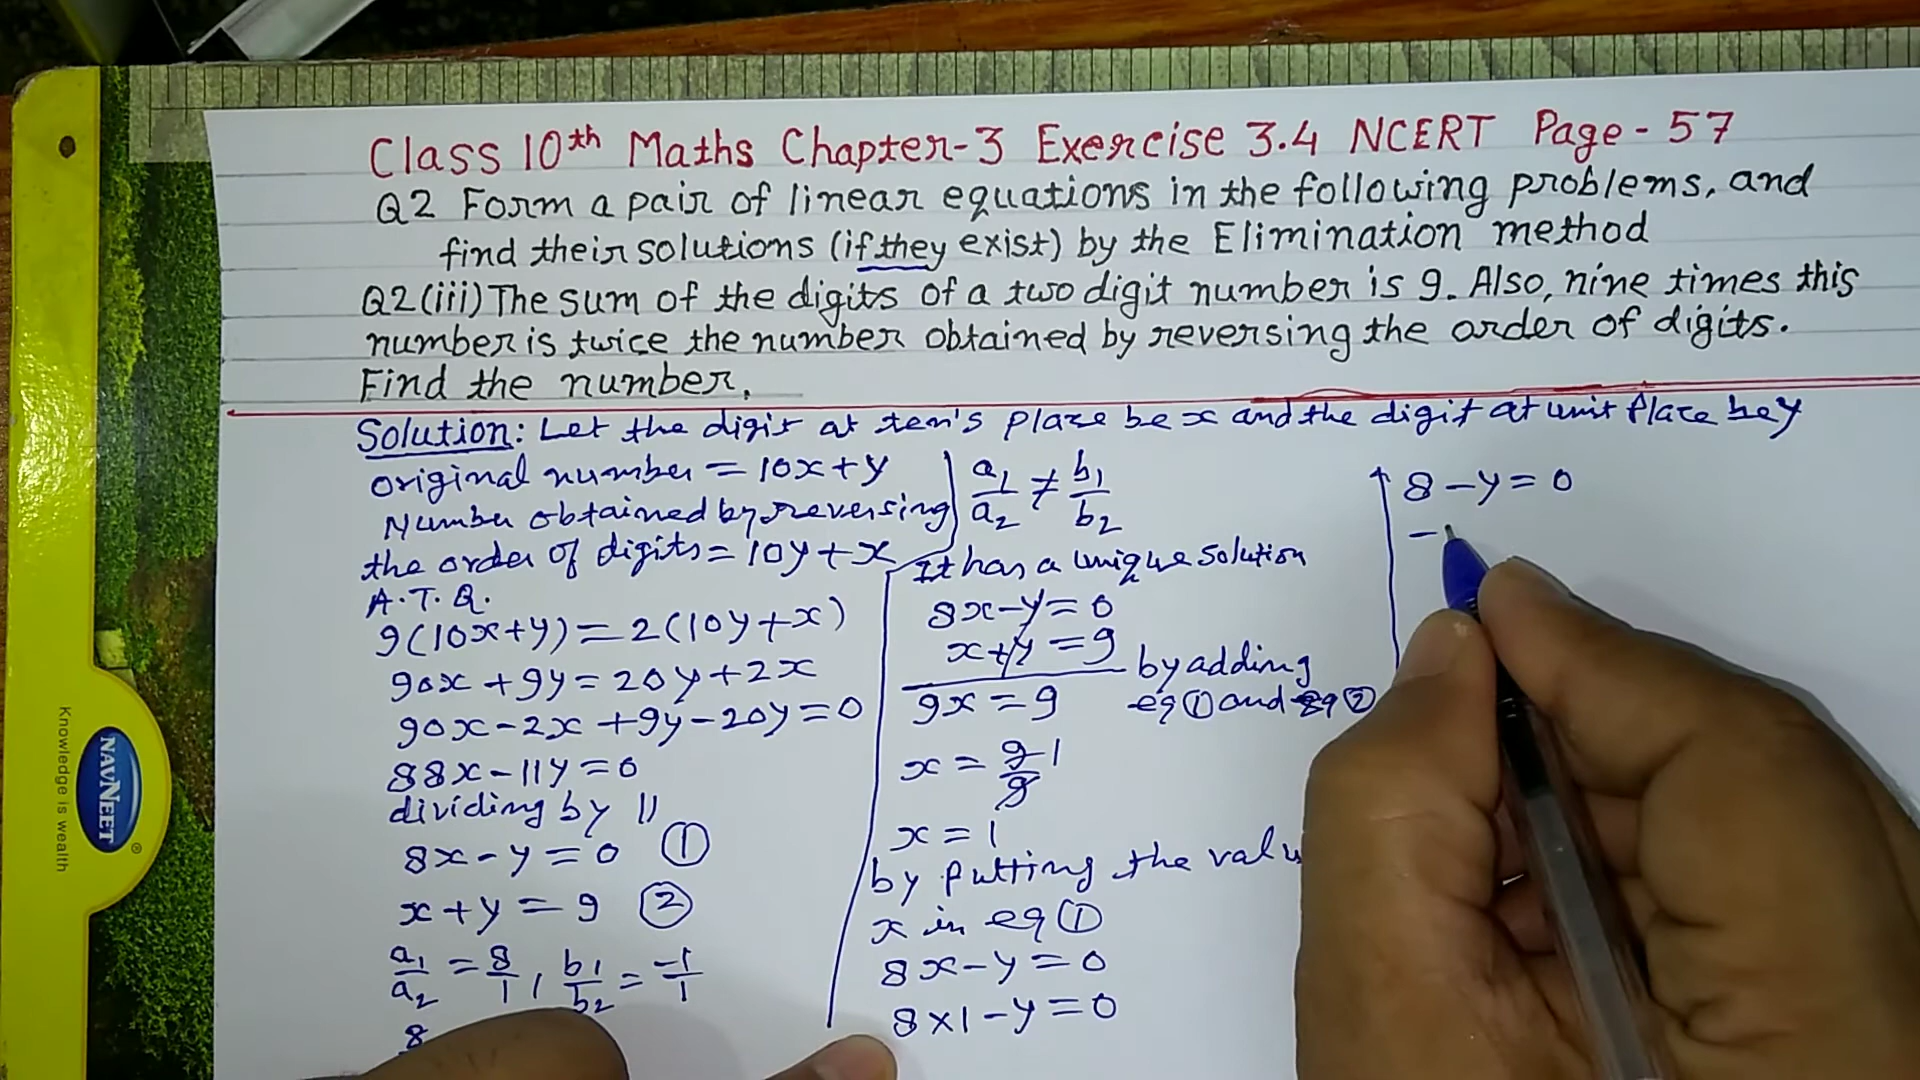 Class 10th Maths Chapter-3 Exercise 3.4 NCERT Page-57
Q2 Form a pair of linear equations in the following problems, and
find their solutions (if they exist) by the Elimination method
Q2(iii) The sum of the digits of a two digit number is 9. Also, nine times this
number is twice the number obtained by reversing the order of digits.
Find the number.
Solution: Let the digit at ten's place be x and the digit at unit place be y
original number = 10x+y
Number obtained by reversing
the order of digits = 10y+x
A.T.Q.
9(10x+y)=2(10y+x)
90x+9y=20y+2x
90x-2x+9y-20y=0
88x-11y=0
dividing by 11
8x-y=0 ①
x+y=9 ②
a1/a2 = 8/1, b1/b2 = -1/1
8
a1/a2 ≠ b1/b2
It has a unique solution
8x-y=0
x+y=9
by adding
eq ① and eq ②
9x=9
x = 9/9 1
x=1
by putting the valu
x in eq ①
8x-y=0
8×1-y=0
8-y=0
-
NAVNEET
Knowledge is wealth